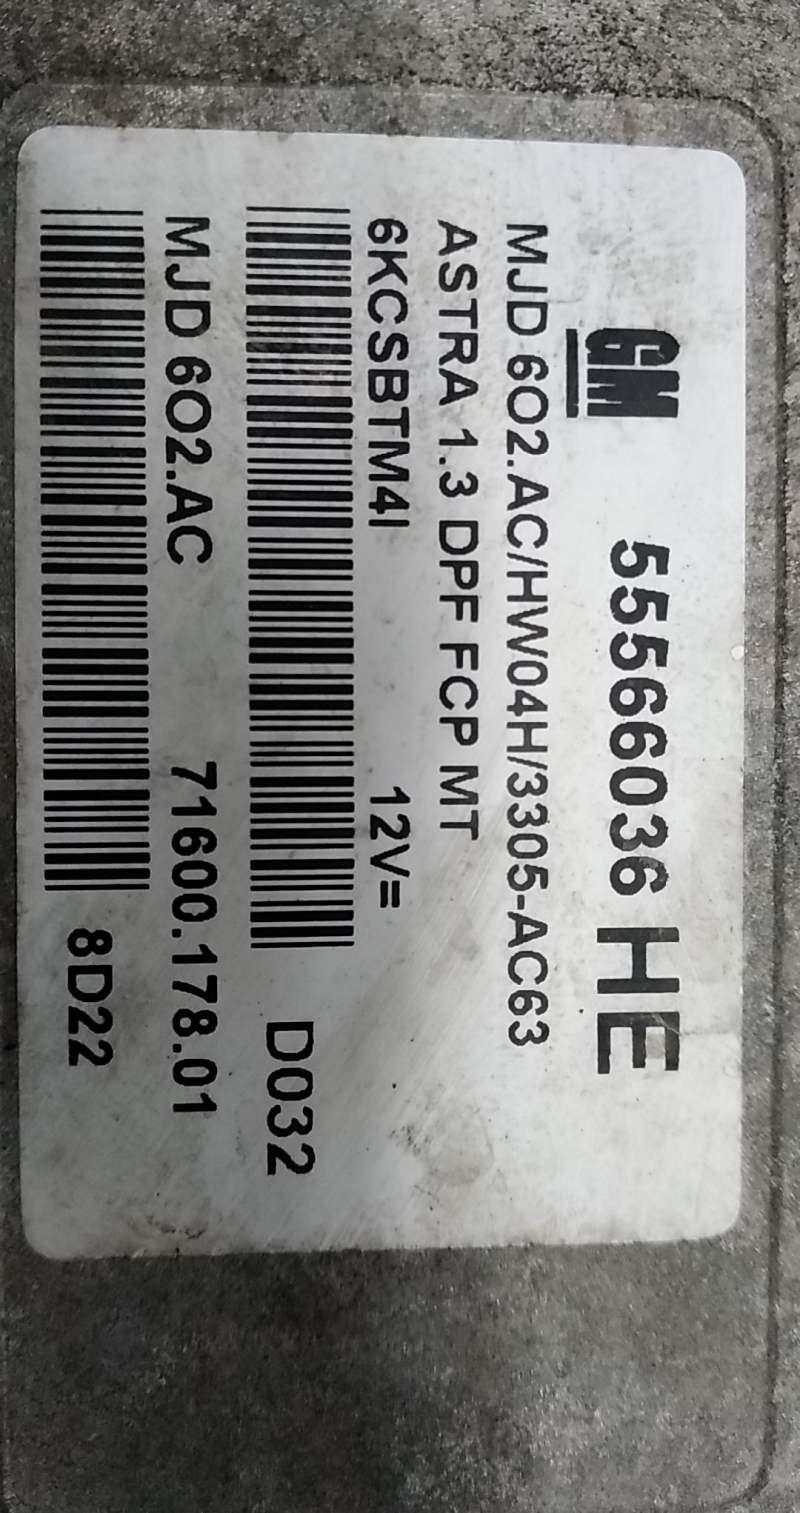 GM 55566036 HE
MJD 6O2.AC/HW04H/3305-AC63
ASTRA 1.3 DPF FCP MT
6KCSBTM4I 12V=
D032
MJD 6O2.AC 71600.178.01
8D22